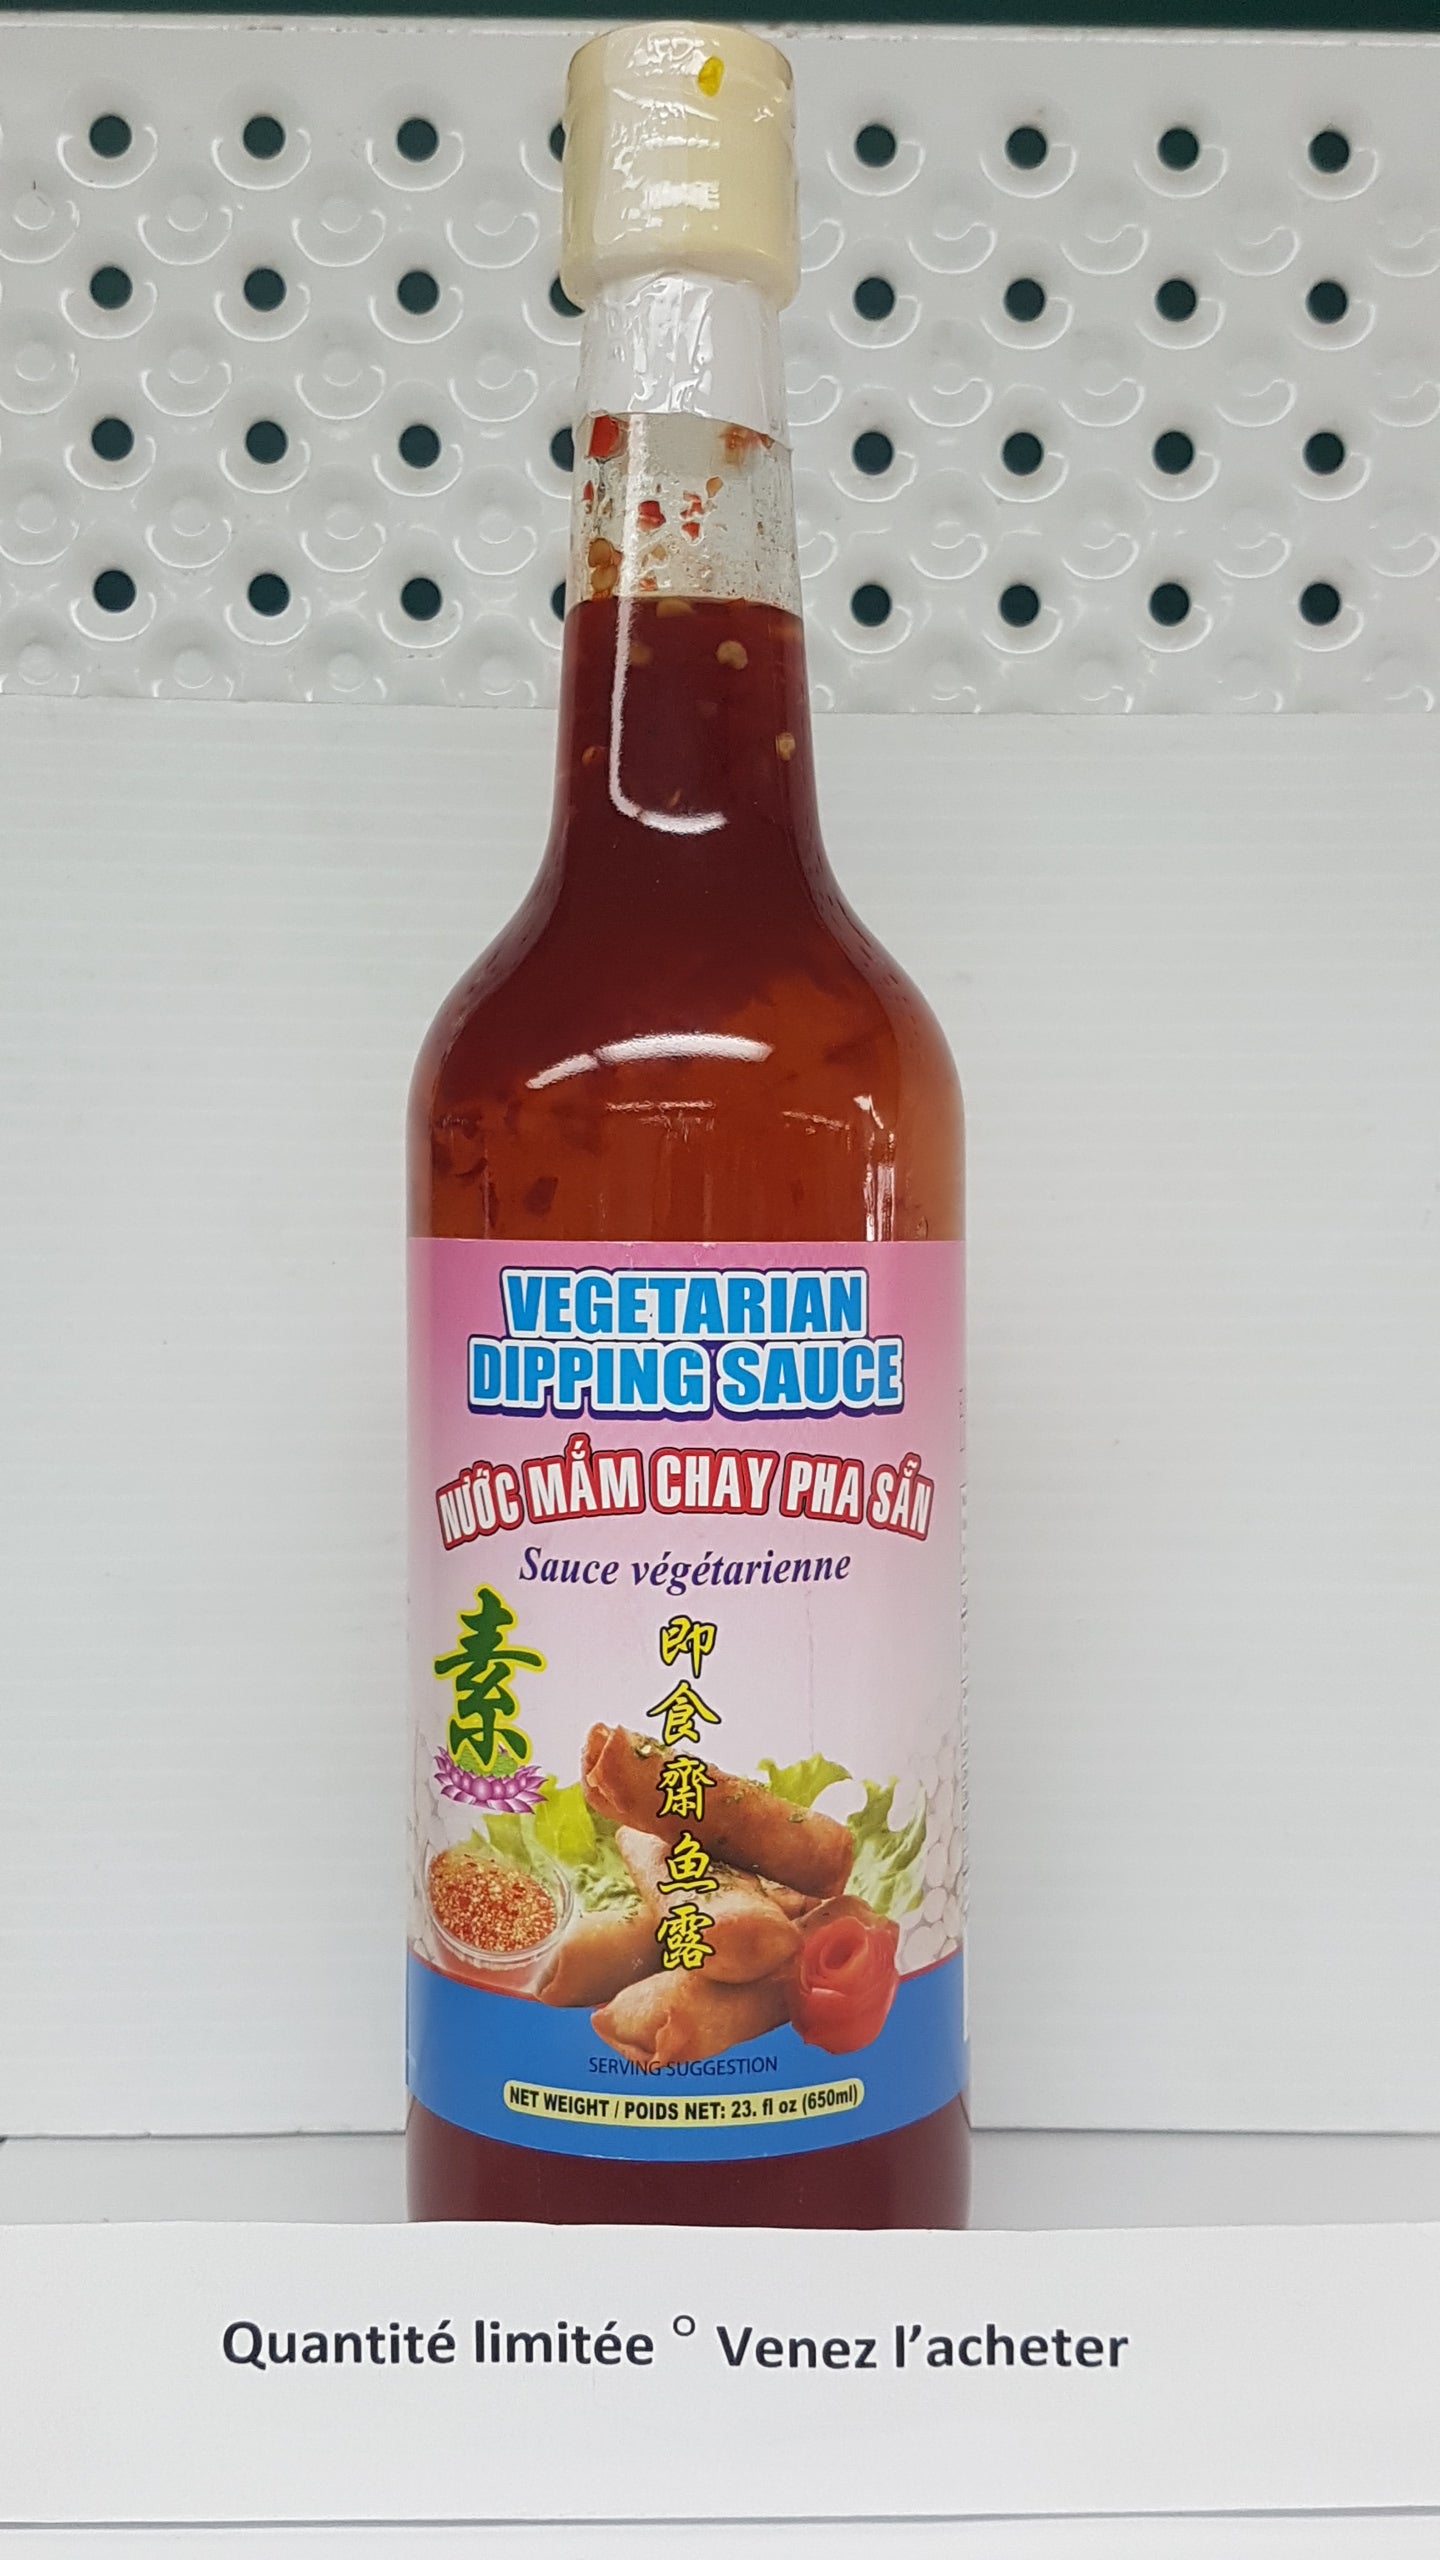 VEGETARIAN
DIPPING SAUCE
NƯỚC MẮM CHAY PHA SẴN
Sauce végétarienne
素
即食齋魚露
SERVING SUGGESTION
NET WEIGHT / POIDS NET: 23. fl oz (650ml)
Quantité limitée ° Venez l’acheter